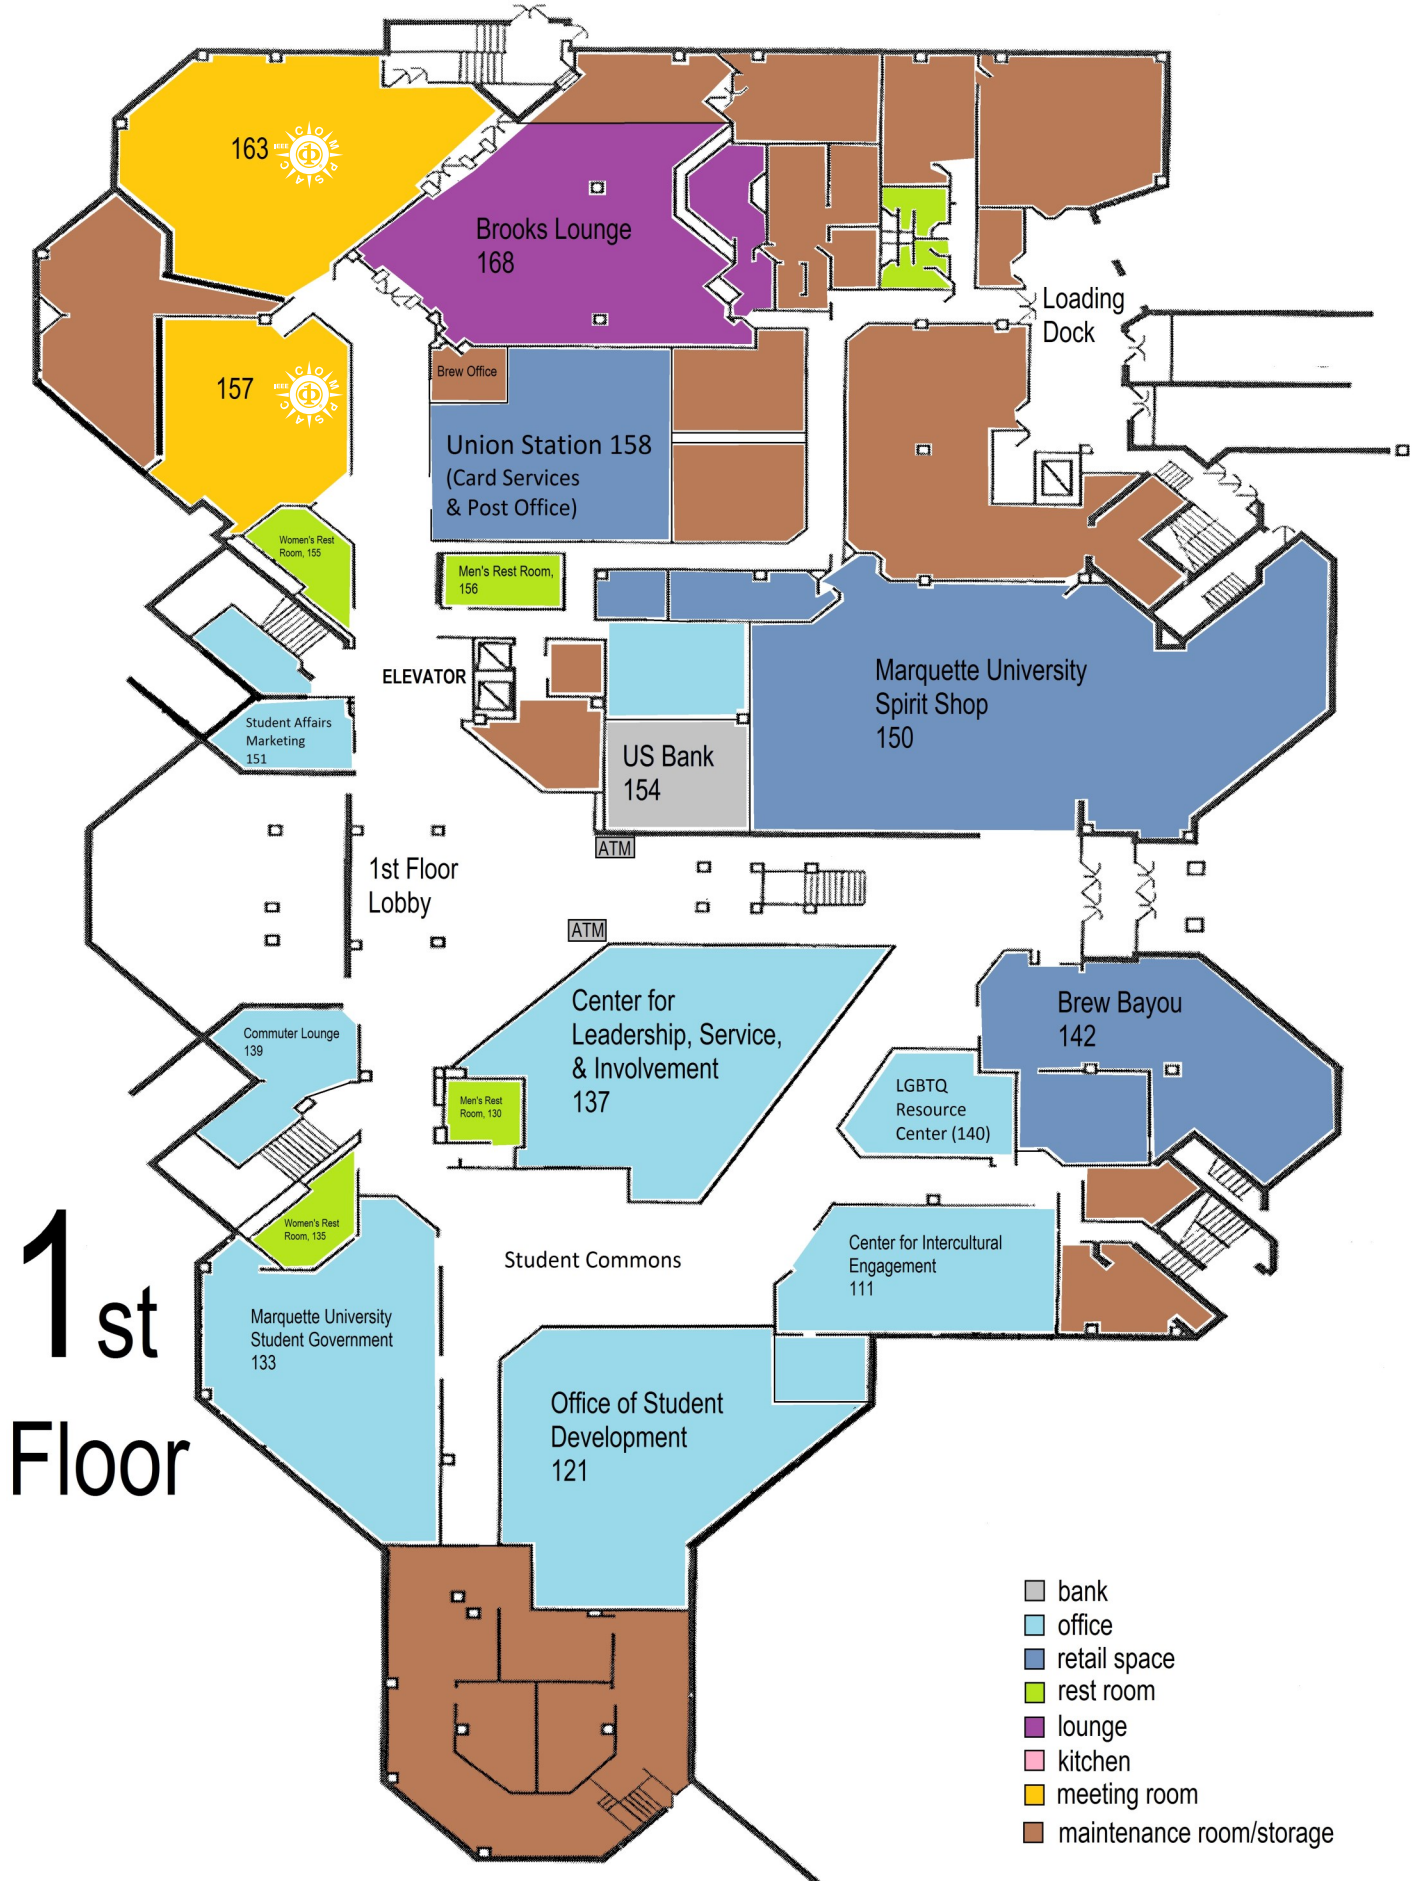 163
IEEE
COMPSAC
Brooks Lounge
168
Loading
Dock
157
IEEE
COMPSAC
Brew Office
Union Station 158
(Card Services
& Post Office)
Women's Rest
Room, 155
Men's Rest Room,
156
ELEVATOR
Marquette University
Spirit Shop
150
Student Affairs
Marketing
151
US Bank
154
ATM
1st Floor
Lobby
ATM
Center for
Leadership, Service,
& Involvement
137
Brew Bayou
142
Commuter Lounge
139
LGBTQ
Resource
Center (140)
Men's Rest
Room, 130
Women's Rest
Room, 135
Student Commons
Center for Intercultural
Engagement
111
1st
Floor
Marquette University
Student Government
133
Office of Student
Development
121
bank
office
retail space
rest room
lounge
kitchen
meeting room
maintenance room/storage